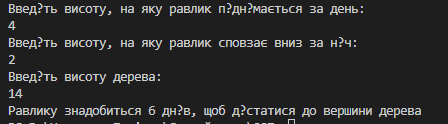 Введ?ть висоту, на яку равлик п?дн?мається за день:
4
Введ?ть висоту, на яку равлик сповзає вниз за н?ч:
2
Введ?ть висоту дерева:
14
Равлику знадобиться 6 дн?в, щоб д?статися до вершини дерева